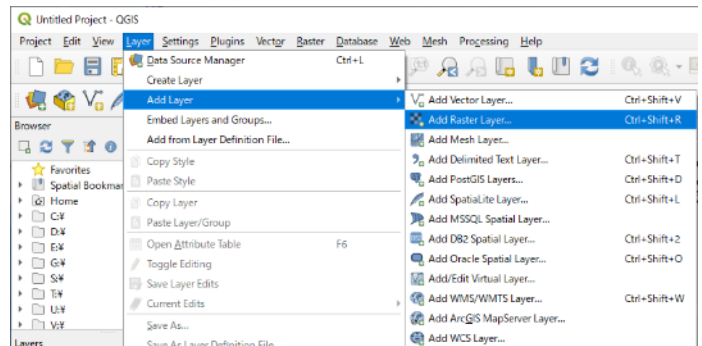 Untitled Project - QGIS
Project Edit View Layer Settings Plugins Vector Raster Database Web Mesh Processing Help
Data Source Manager Ctrl+L
Create Layer
Add Layer
Embed Layers and Groups...
Add from Layer Definition File...
Copy Style
Paste Style
Copy Layer
Paste Layer/Group
Open Attribute Table F6
Toggle Editing
Save Layer Edits
Current Edits
Save As...
Save As Layer Definition File
Add Vector Layer... Ctrl+Shift+V
Add Raster Layer... Ctrl+Shift+R
Add Mesh Layer...
Add Delimited Text Layer... Ctrl+Shift+T
Add PostGIS Layers... Ctrl+Shift+D
Add SpatiaLite Layer... Ctrl+Shift+L
Add MSSQL Spatial Layer...
Add DB2 Spatial Layer... Ctrl+Shift+2
Add Oracle Spatial Layer... Ctrl+Shift+O
Add/Edit Virtual Layer...
Add WMS/WMTS Layer... Ctrl+Shift+W
Add ArcGIS MapServer Layer...
Add WCS Layer...
Browser
Favorites
Spatial Bookmar
Home
C:¥
D:¥
E:¥
G:¥
S:¥
T:¥
U:¥
V:¥
Layers